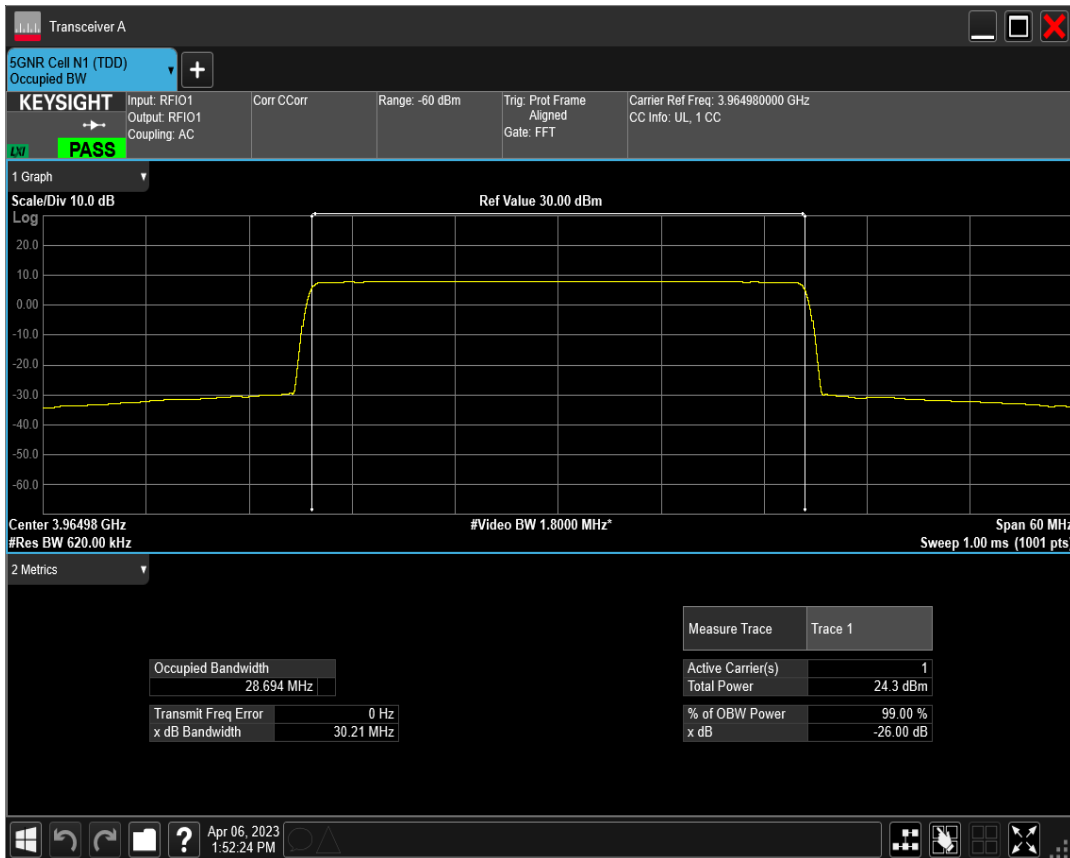 Transceiver A
5GNR Cell N1 (TDD)
Occupied BW
+
KEYSIGHT
LXI
PASS
Input: RFIO1
Output: RFIO1
Coupling: AC
Corr CCorr
Range: -60 dBm
Trig: Prot Frame
Aligned
Gate: FFT
Carrier Ref Freq: 3.964980000 GHz
CC Info: UL, 1 CC
1 Graph
Scale/Div 10.0 dB
Ref Value 30.00 dBm
Log
20.0
10.0
0.00
-10.0
-20.0
-30.0
-40.0
-50.0
-60.0
Center 3.96498 GHz
#Video BW 1.8000 MHz*
Span 60 MHz
#Res BW 620.00 kHz
Sweep 1.00 ms (1001 pts)
2 Metrics
Measure Trace Trace 1
Occupied Bandwidth
28.694 MHz
Active Carrier(s) 1
Total Power 24.3 dBm
Transmit Freq Error 0 Hz
x dB Bandwidth 30.21 MHz
% of OBW Power 99.00 %
x dB -26.00 dB
?
Apr 06, 2023
1:52:24 PM